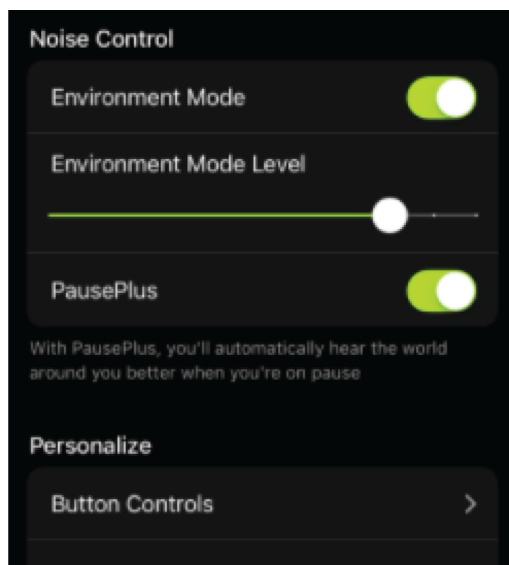 Noise Control
Environment Mode
Environment Mode Level
PausePlus
With PausePlus, you'll automatically hear the world
around you better when you're on pause
Personalize
Button Controls